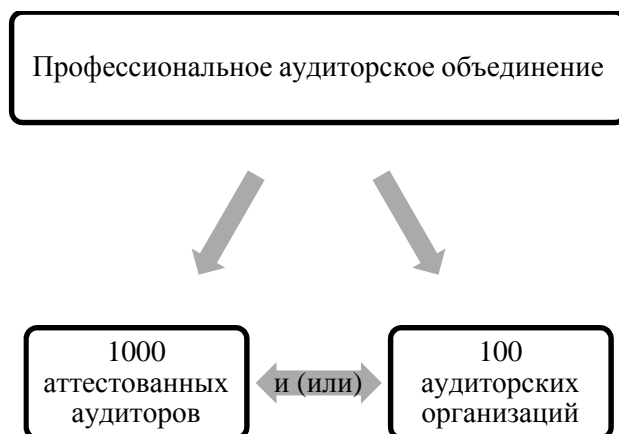 Профессиональное аудиторское объединение
1000
аттестованных
аудиторов
и (или)
100
аудиторских
организаций